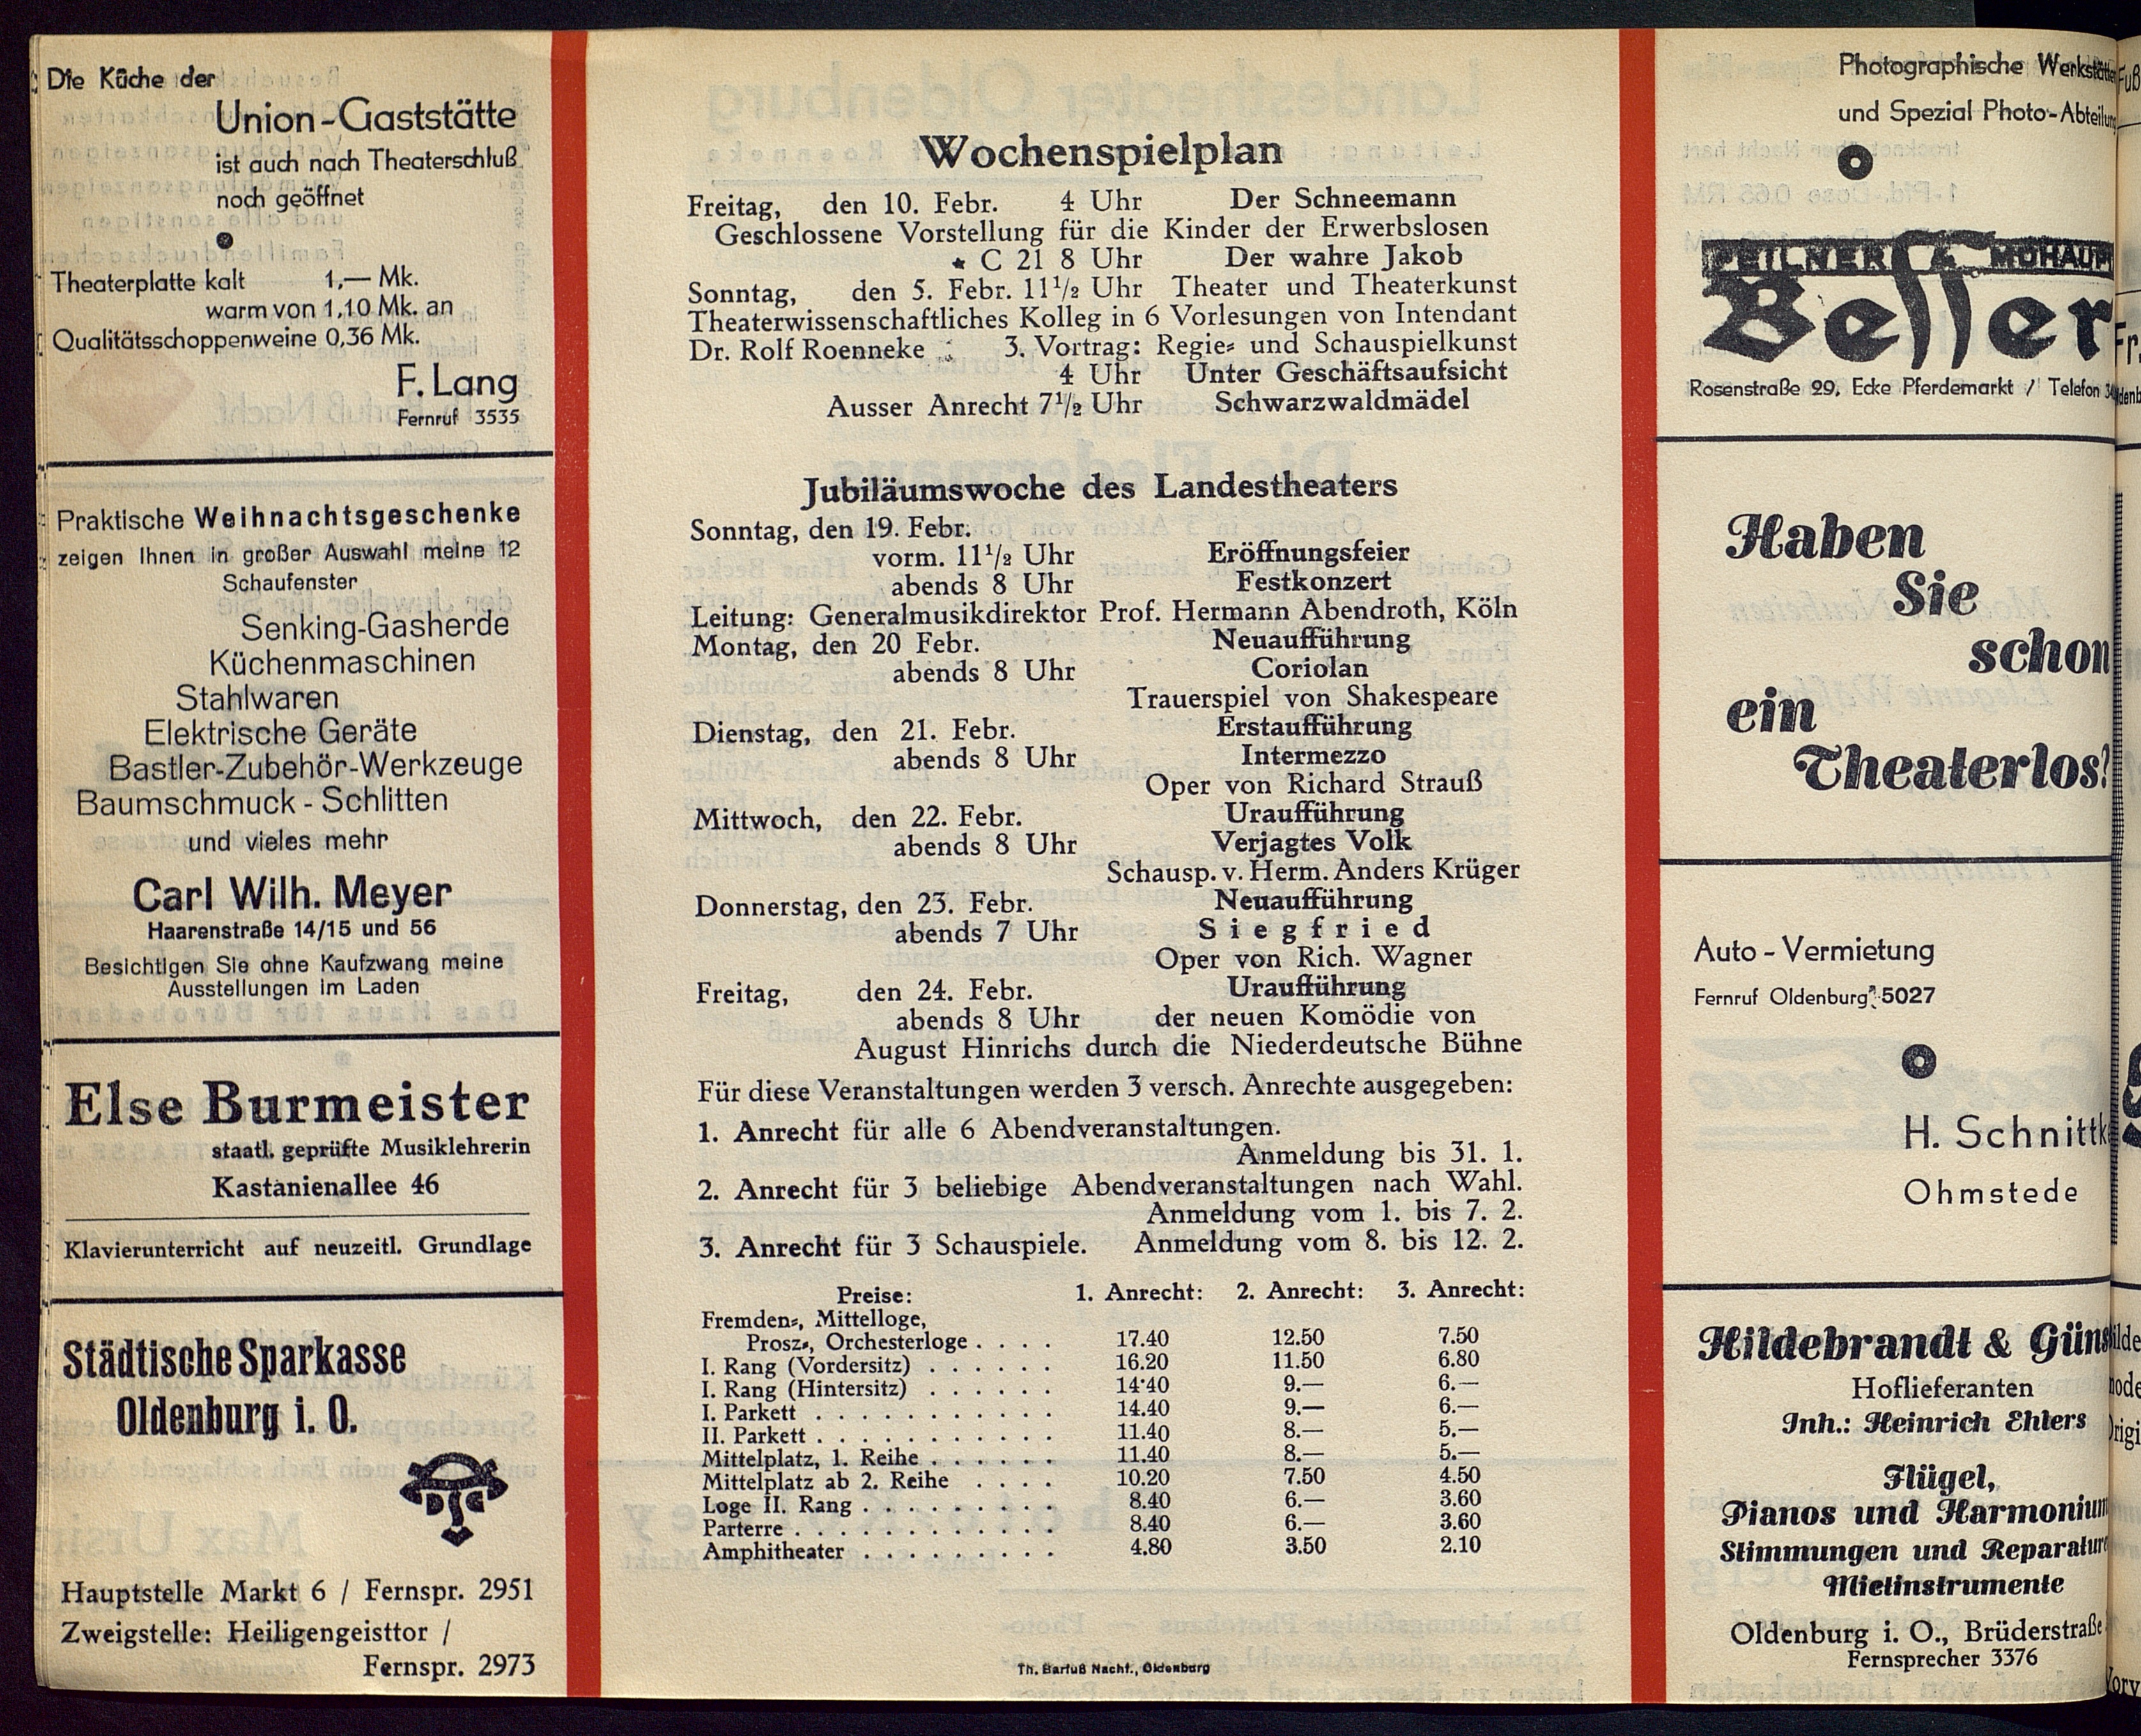 Die Küche der
Union-Gaststätte
ist auch nach Theaterschluß
noch geöffnet
Theaterplatte kalt 1,— Mk.
warm von 1,10 Mk. an
Qualitätsschoppenweine 0,36 Mk.
F. Lang
Fernruf 3535
Praktische Weihnachtsgeschenke
zeigen Ihnen in großer Auswahl meine 12
Schaufenster
Senking-Gasherde
Küchenmaschinen
Stahlwaren
Elektrische Geräte
Bastler-Zubehör-Werkzeuge
Baumschmuck - Schlitten
und vieles mehr
Carl Wilh. Meyer
Haarenstraße 14/15 und 56
Besichtigen Sie ohne Kaufzwang meine
Ausstellungen im Laden
Else Burmeister
staatl. geprüfte Musiklehrerin
Kastanienallee 46
Klavierunterricht auf neuzeitl. Grundlage
Städtische Sparkasse
Oldenburg i. O.
Hauptstelle Markt 6 / Fernspr. 2951
Zweigstelle: Heiligengeisttor /
Fernspr. 2973
Wochenspielplan
Freitag, den 10. Febr. 4 Uhr Der Schneemann
Geschlossene Vorstellung für die Kinder der Erwerbslosen
* C 21 8 Uhr Der wahre Jakob
Sonntag, den 5. Febr. 11½ Uhr Theater und Theaterkunst
Theaterwissenschaftliches Kolleg in 6 Vorlesungen von Intendant
Dr. Rolf Roenneke : 3. Vortrag: Regie- und Schauspielkunst
4 Uhr Unter Geschäftsaufsicht
Ausser Anrecht 7½ Uhr Schwarzwaldmädel
Jubiläumswoche des Landestheaters
Sonntag, den 19. Febr.
vorm. 11½ Uhr Eröffnungsfeier
abends 8 Uhr Festkonzert
Leitung: Generalmusikdirektor Prof. Hermann Abendroth, Köln
Montag, den 20 Febr. Neuaufführung
abends 8 Uhr Coriolan
Trauerspiel von Shakespeare
Dienstag, den 21. Febr. Erstaufführung
abends 8 Uhr Intermezzo
Oper von Richard Strauß
Mittwoch, den 22. Febr. Uraufführung
abends 8 Uhr Verjagtes Volk
Schausp. v. Herm. Anders Krüger
Donnerstag, den 23. Febr. Neuaufführung
abends 7 Uhr Siegfried
Oper von Rich. Wagner
Freitag, den 24. Febr. Uraufführung
abends 8 Uhr der neuen Komödie von
August Hinrichs durch die Niederdeutsche Bühne
Für diese Veranstaltungen werden 3 versch. Anrechte ausgegeben:
1. Anrecht für alle 6 Abendveranstaltungen.
Anmeldung bis 31. 1.
2. Anrecht für 3 beliebige Abendveranstaltungen nach Wahl.
Anmeldung vom 1. bis 7. 2.
3. Anrecht für 3 Schauspiele. Anmeldung vom 8. bis 12. 2.
Preise: 1. Anrecht: 2. Anrecht: 3. Anrecht:
Fremden-, Mittelloge,
Prosz-, Orchesterloge . . . . 17.40 12.50 7.50
I. Rang (Vordersitz) . . . . . . 16.20 11.50 6.80
I. Rang (Hintersitz) . . . . . . 14·40 9.— 6.—
I. Parkett . . . . . . . . . . . 14.40 9.— 6.—
II. Parkett . . . . . . . . . . . 11.40 8.— 5.—
Mittelplatz, 1. Reihe . . . . . . 11.40 8.— 5.—
Mittelplatz ab 2. Reihe . . . . 10.20 7.50 4.50
Loge II. Rang . . . . . . . . . 8.40 6.— 3.60
Parterre . . . . . . . . . . . . 8.40 6.— 3.60
Amphitheater . . . . . . . . . 4.80 3.50 2.10
Th. Barfuß Nachf., Oldenburg
Photographische Werkstätte
und Spezial Photo-Abteilung
Beller
Rosenstraße 29, Ecke Pferdemarkt / Telefon
Haben
Sie
schon
ein
Theaterlos?
Auto - Vermietung
Fernruf Oldenburg 5027
H. Schnittk
Ohmstede
Hildebrandt & Güns
Hoflieferanten
Inh.: Heinrich Ehlers
Flügel,
Pianos und Harmonium
Stimmungen und Reparature
Mietinstrumente
Oldenburg i. O., Brüderstraße
Fernsprecher 3376